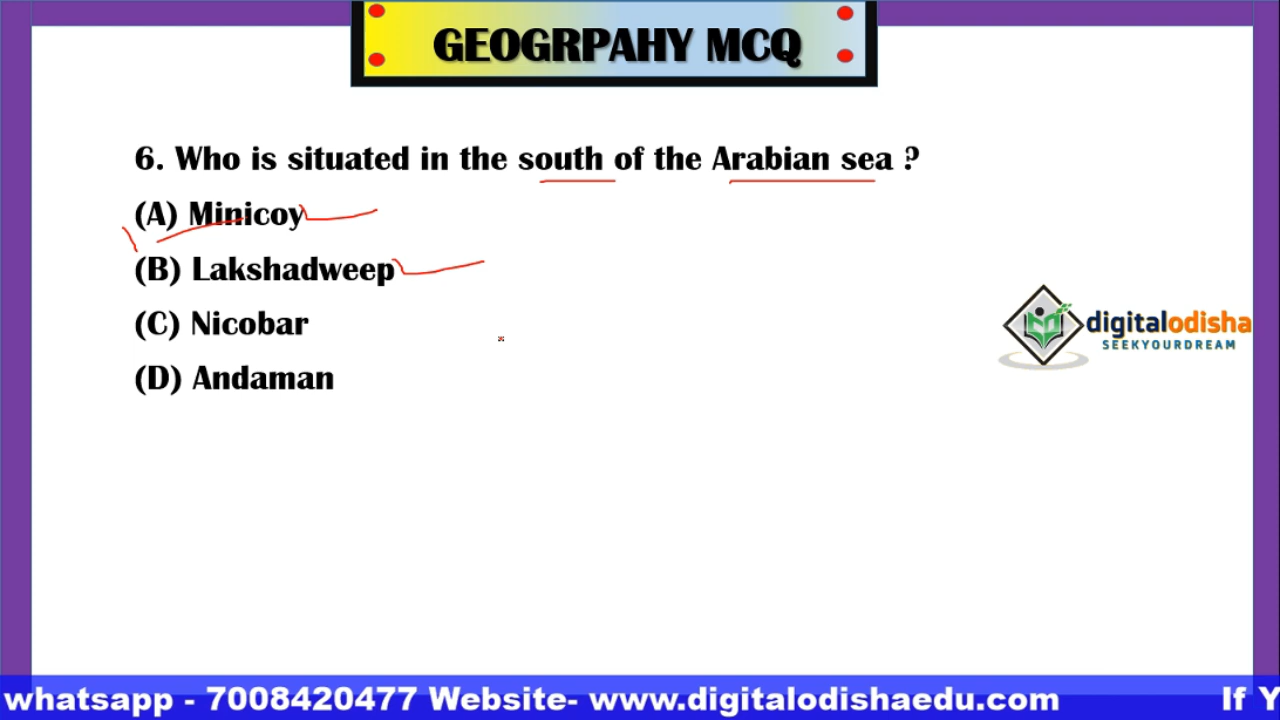 GEOGRPAHY MCQ
6. Who is situated in the south of the Arabian sea ?
(A) Minicoy
(B) Lakshadweep
(C) Nicobar
(D) Andaman
digitalodisha
SEEKYOURDREAM
whatsapp - 7008420477 Website- www.digitalodishaedu.com If Y